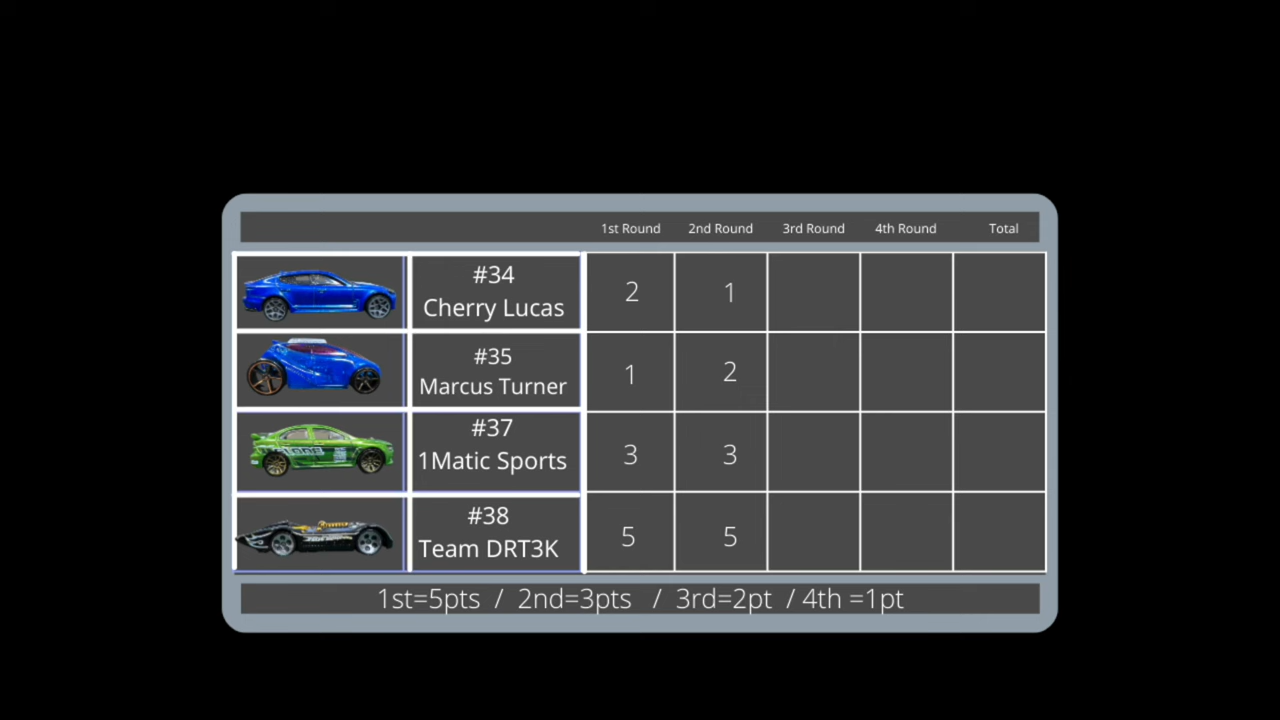 1st Round 2nd Round 3rd Round 4th Round Total
#34
Cherry Lucas
2 1
#35
Marcus Turner
1 2
#37
1Matic Sports
3 3
#38
Team DRT3K
5 5
1st=5pts / 2nd=3pts / 3rd=2pt / 4th =1pt